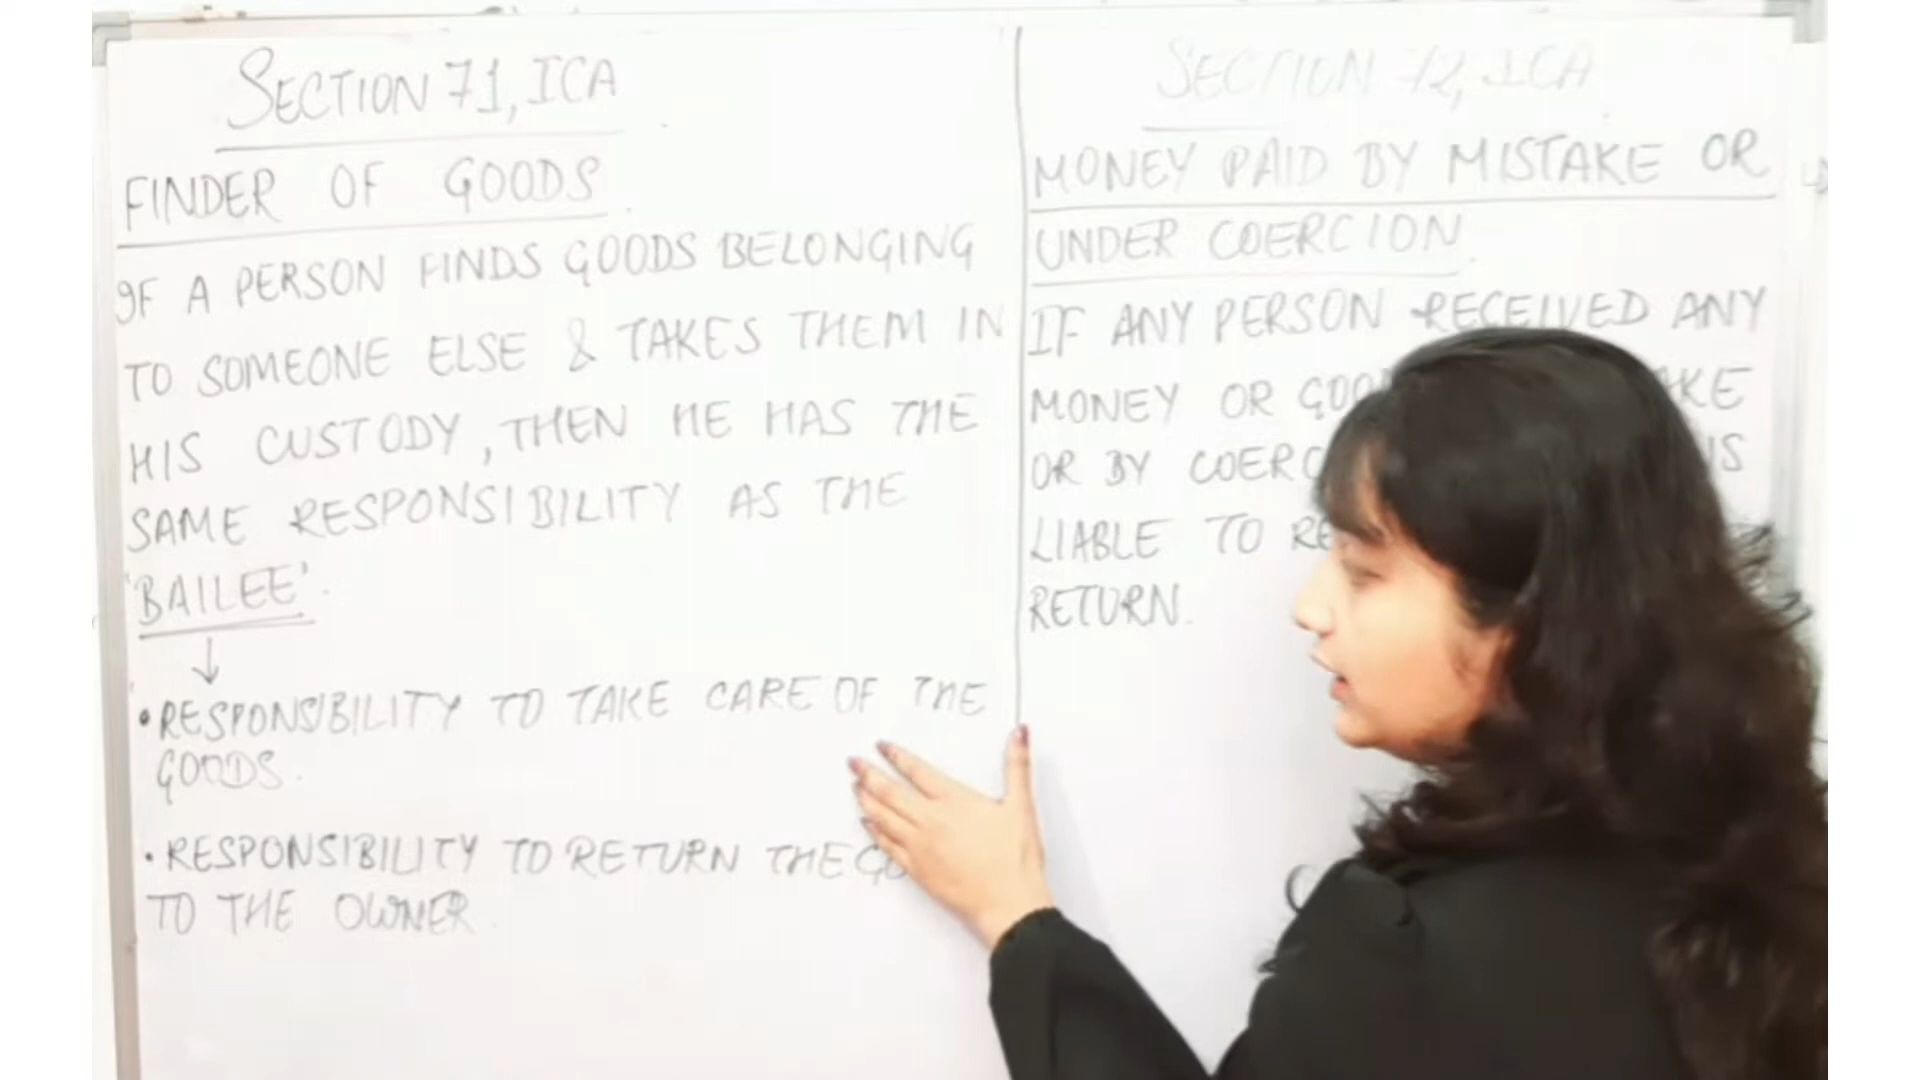 SECTION 71, ICA
FINDER OF GOODS
IF A PERSON FINDS GOODS BELONGING
TO SOMEONE ELSE & TAKES THEM IN
HIS CUSTODY, THEN HE HAS THE
SAME RESPONSIBILITY AS THE
'BAILEE'.
• RESPONSIBILITY TO TAKE CARE OF THE
GOODS.
• RESPONSIBILITY TO RETURN THE
TO THE OWNER.
SECTION 72, ICA
MONEY PAID BY MISTAKE OR
UNDER COERCION.
IF ANY PERSON RECEIVED ANY
MONEY OR
OR BY
LIABLE TO
RETURN.